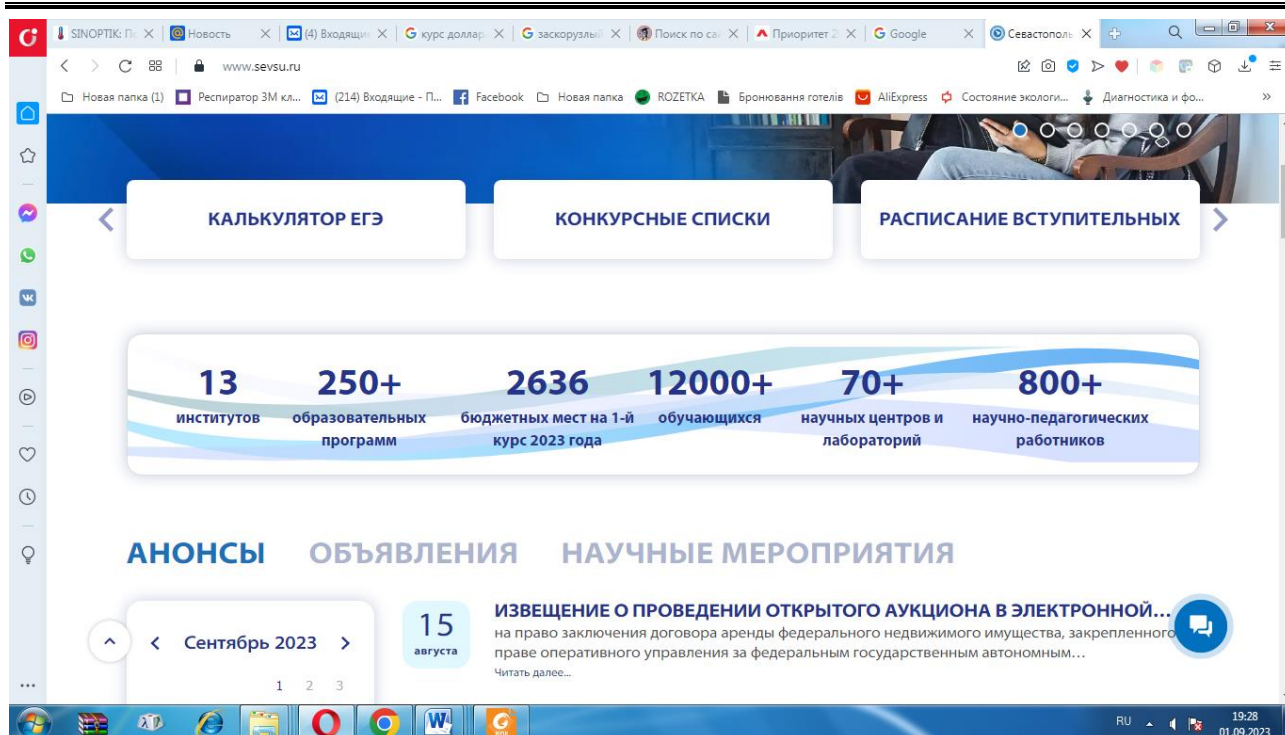 SINOPTIK: П
Новость
(4) Входящи
курс доллар
заскорузлый
Поиск по са
Приоритет 2
Google
Севастополь
www.sevsu.ru
Новая папка (1)
Респиратор 3М кл...
(214) Входящие - П...
Facebook
Новая папка
ROZETKA
Бронювання готелів
AliExpress
Состояние экологи...
Диагностика и фо...
КАЛЬКУЛЯТОР ЕГЭ
КОНКУРСНЫЕ СПИСКИ
РАСПИСАНИЕ ВСТУПИТЕЛЬНЫХ
13
институтов
250+
образовательных
программ
2636
бюджетных мест на 1-й
курс 2023 года
12000+
обучающихся
70+
научных центров и
лабораторий
800+
научно-педагогических
работников
АНОНСЫ
ОБЪЯВЛЕНИЯ
НАУЧНЫЕ МЕРОПРИЯТИЯ
Сентябрь 2023
1 2 3
15
августа
ИЗВЕЩЕНИЕ О ПРОВЕДЕНИИ ОТКРЫТОГО АУКЦИОНА В ЭЛЕКТРОННОЙ...
на право заключения договора аренды федерального недвижимого имущества, закрепленного
праве оперативного управления за федеральным государственным автономным...
Читать далее...
RU
19:28
01.09.2023